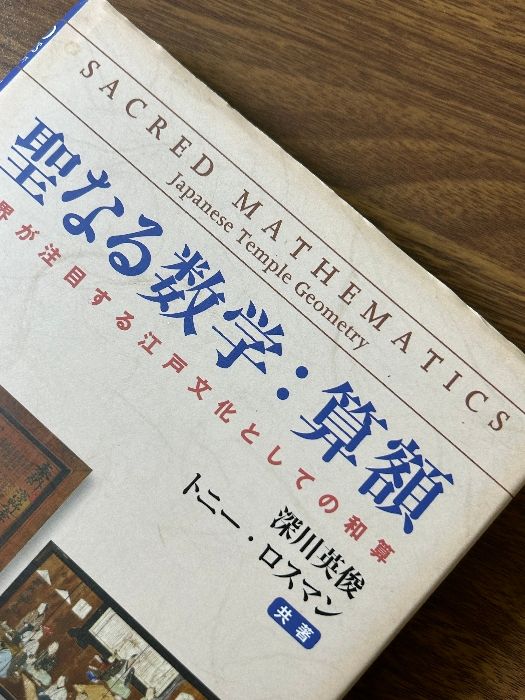 SACRED MATHEMATICS
Japanese Temple Geometry
聖なる数学:算額
界が注目する江戸文化としての和算
深川英俊
トニー・ロスマン
共著